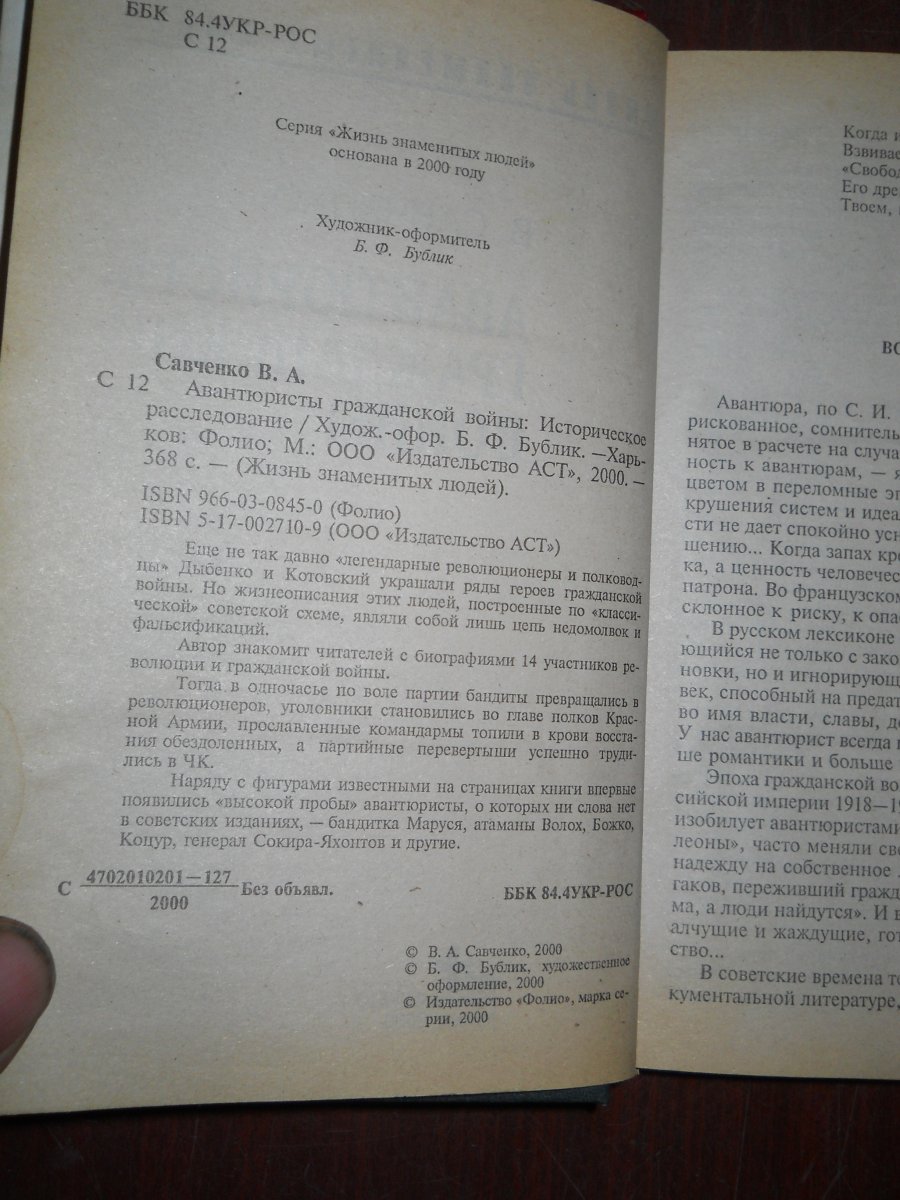 ББК 84.4УКР-РОС
С 12
Серия «Жизнь знаменитых людей»
основана в 2000 году
Художник-оформитель
Б. Ф. Бублик
Савченко В. А.
С 12 Авантюристы гражданской войны: Историческое
расследование / Худож.-офор. Б. Ф. Бублик. —Харь-
ков: Фолио; М.: ООО «Издательство АСТ», 2000. —
368 с. — (Жизнь знаменитых людей).
ISBN 966-03-0845-0 (Фолио)
ISBN 5-17-002710-9 (ООО «Издательство АСТ»)
Еще не так давно «легендарные революционеры и полковод-
цы» Дыбенко и Котовский украшали ряды героев гражданской
войны. Но жизнеописания этих людей, построенные по «класси-
ческой» советской схеме, являли собой лишь цепь недомолвок и
фальсификаций.
Автор знакомит читателей с биографиями 14 участников ре-
волюции и гражданской войны.
Тогда в одночасье по воле партии бандиты превращались в
революционеров, уголовники становились во главе полков Крас-
ной Армии, прославленные командармы топили в крови восста-
ния обездоленных, а партийные перевертыши успешно труди-
лись в ЧК.
Наряду с фигурами известными на страницах книги впервые
появились «высокой пробы» авантюристы, о которых ни слова нет
в советских изданиях, — бандитка Маруся, атаманы Волох, Божко,
Коцур, генерал Сокира-Яхонтов и другие.
С 4702010201—127 Без объявл.
2000
ББК 84.4УКР-РОС
© В. А. Савченко, 2000
© Б. Ф. Бублик, художественное
оформление, 2000
© Издательство «Фолио», марка се-
рии, 2000
Когда и
Взвивае
«Свобод
Его дре
Твоем,
ВС
Авантюра, по С. И.
рискованное, сомнитель
нятое в расчете на случа
ность к авантюрам, — я
цветом в переломные эп
крушения систем и идеа
сти не дает спокойно усн
шению... Когда запах кро
ка, а ценность человечес
патрона. Во французском
склонное к риску, к опас
В русском лексиконе
ющийся не только с зако
новки, но и игнорирующ
век, способный на предат
во имя власти, славы, де
У нас авантюрист всегда
ше романтики и больше
Эпоха гражданской во
сийской империи 1918—19
изобилует авантюристами
леоны», часто меняли сво
надежду на собственное
гаков, переживший гражд
ма, а люди найдутся». И в
алчущие и жаждущие, гот
ство...
В советские времена те
кументальной литературе,